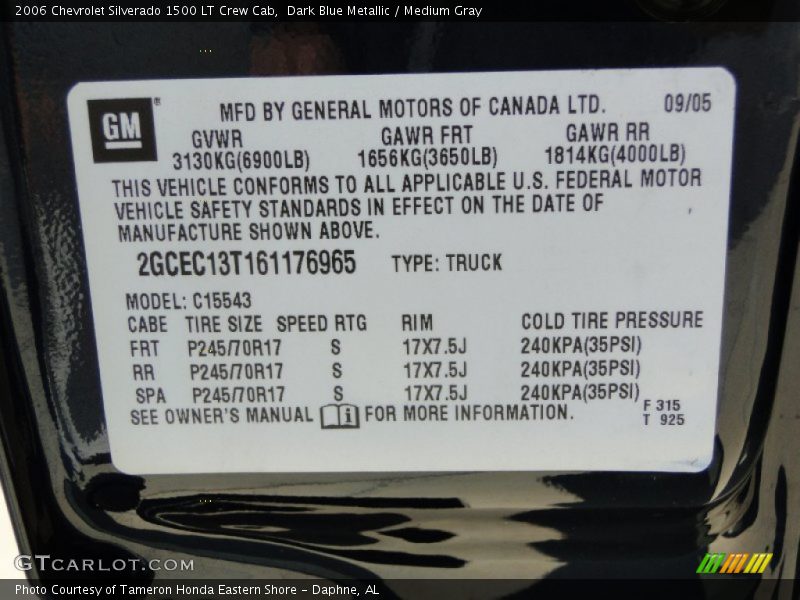 2006 Chevrolet Silverado 1500 LT Crew Cab,  Dark Blue Metallic / Medium Gray
GM ®
MFD BY GENERAL MOTORS OF CANADA LTD. 09/05
GVWR GAWR FRT GAWR RR
3130KG(6900LB) 1656KG(3650LB) 1814KG(4000LB)
THIS VEHICLE CONFORMS TO ALL APPLICABLE U.S. FEDERAL MOTOR
VEHICLE SAFETY STANDARDS IN EFFECT ON THE DATE OF
MANUFACTURE SHOWN ABOVE.
2GCEC13T161176965 TYPE: TRUCK
MODEL: C15543
CABE TIRE SIZE SPEED RTG RIM COLD TIRE PRESSURE
FRT P245/70R17 S 17X7.5J 240KPA(35PSI)
RR P245/70R17 S 17X7.5J 240KPA(35PSI)
SPA P245/70R17 S 17X7.5J 240KPA(35PSI)
SEE OWNER'S MANUAL i FOR MORE INFORMATION.
F 315
T 925
GTCARLOT.COM
Photo Courtesy of Tameron Honda Eastern Shore - Daphne, AL